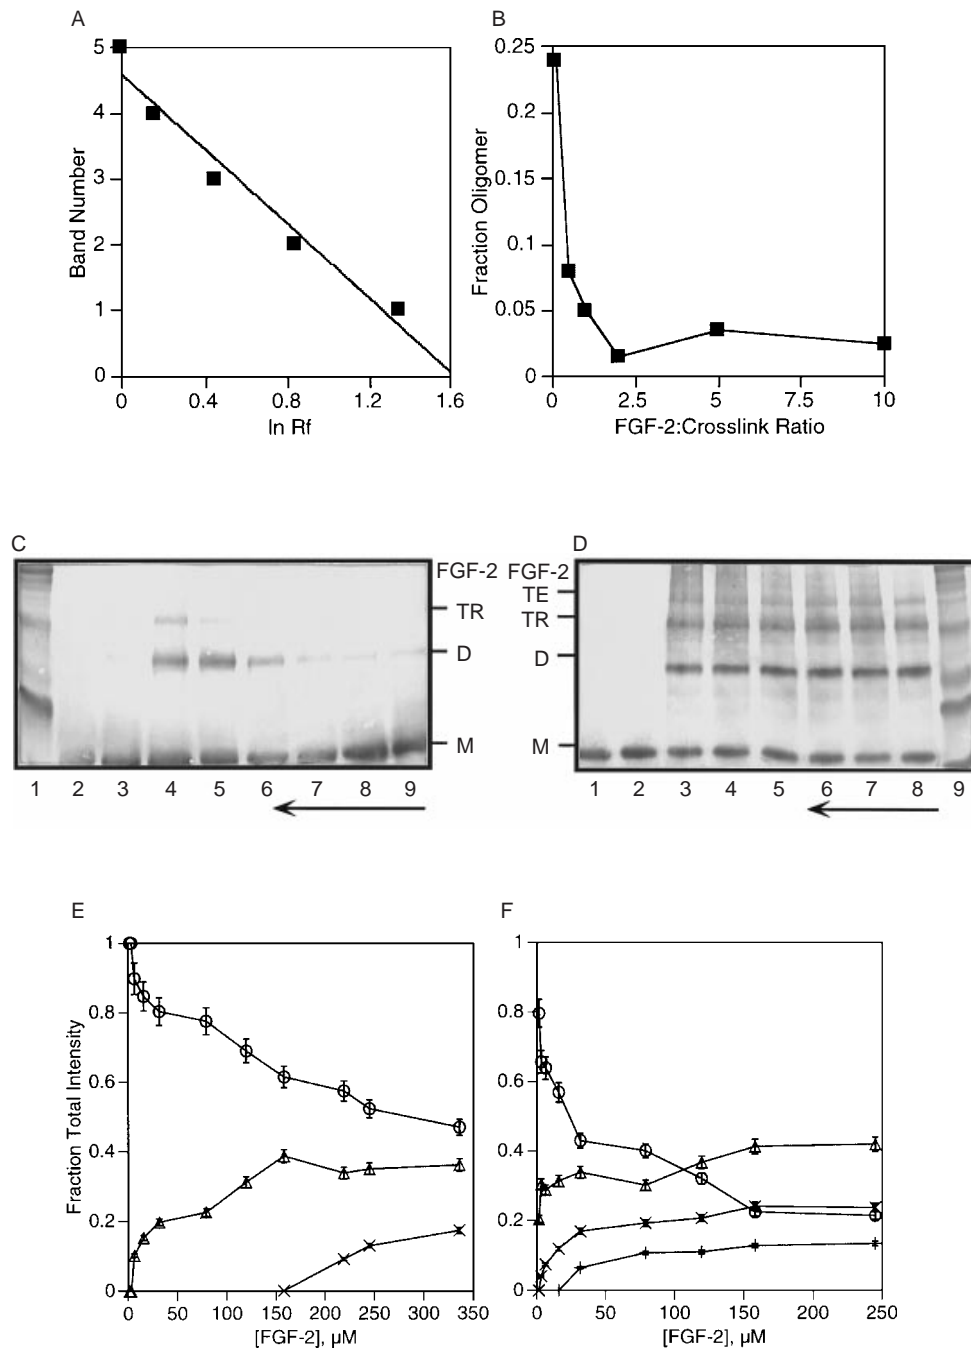 A
5
4
3
2
1
0
Band Number
0
0.4
0.8
1.2
1.6
ln Rf
B
0.25
0.2
0.15
0.1
0.05
0
Fraction Oligomer
0
2.5
5
7.5
10
FGF-2:Crosslink Ratio
C
FGF-2
TR
D
M
1 2 3 4 5 6 7 8 9
D
FGF-2
TE
TR
D
M
1 2 3 4 5 6 7 8 9
E
1
0.8
0.6
0.4
0.2
0
Fraction Total Intensity
0 50 100 150 200 250 300 350
[FGF-2], µM
F
1
0.8
0.6
0.4
0.2
0
0 50 100 150 200 250
[FGF-2], µM